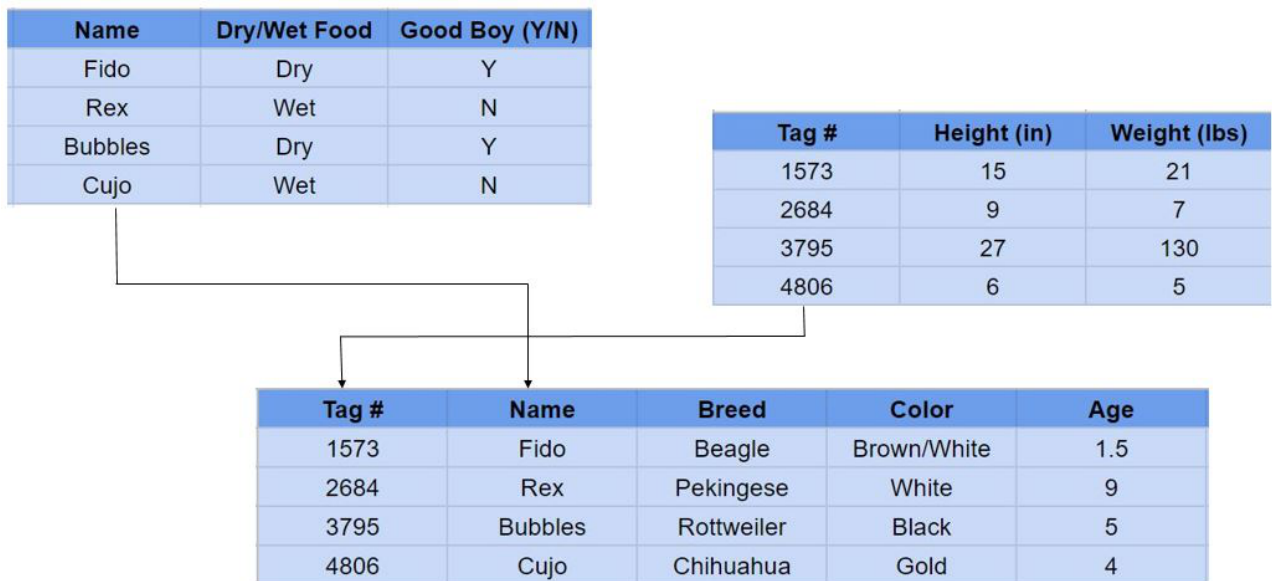 Name Dry/Wet Food Good Boy (Y/N)
Fido Dry Y
Rex Wet N
Bubbles Dry Y
Cujo Wet N
Tag # Height (in) Weight (lbs)
1573 15 21
2684 9 7
3795 27 130
4806 6 5
Tag # Name Breed Color Age
1573 Fido Beagle Brown/White 1.5
2684 Rex Pekingese White 9
3795 Bubbles Rottweiler Black 5
4806 Cujo Chihuahua Gold 4